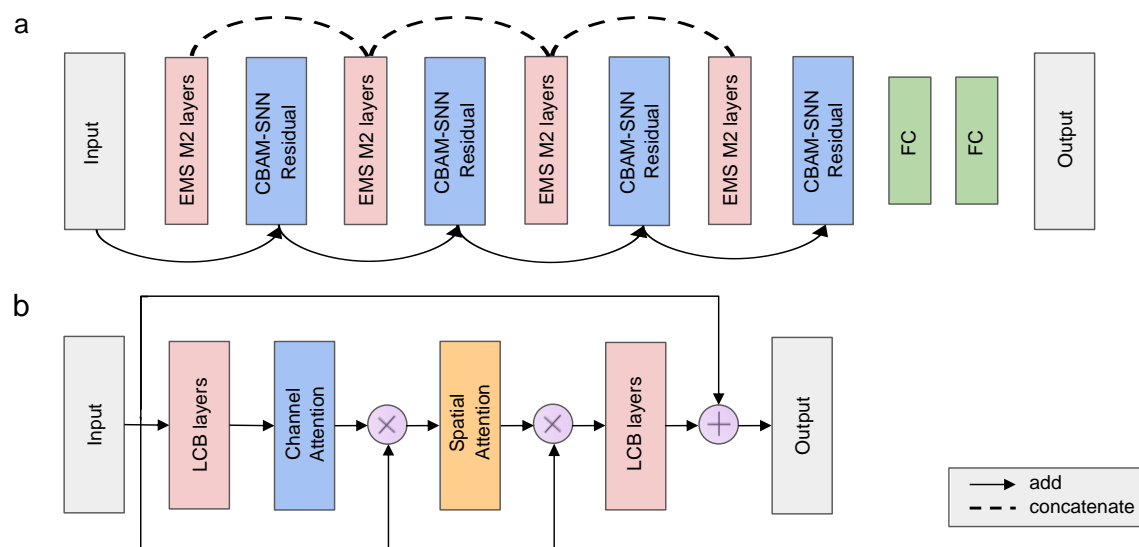 a
Input
EMS M2 layers
CBAM-SNN
Residual
EMS M2 layers
CBAM-SNN
Residual
EMS M2 layers
CBAM-SNN
Residual
EMS M2 layers
CBAM-SNN
Residual
FC
FC
Output
b
Input
LCB layers
Channel
Attention
Spatial
Attention
LCB layers
Output
add
concatenate